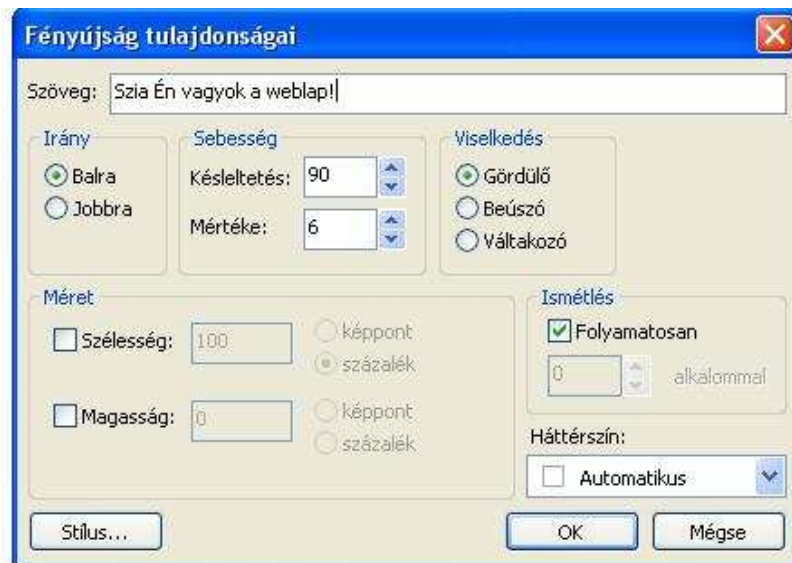 Fényújság tulajdonságai
Szöveg: Szia Én vagyok a weblap!
Irány
Balra
Jobbra
Sebesség
Késleltetés: 90
Mértéke: 6
Viselkedés
Gördülő
Beúszó
Váltakozó
Méret
Szélesség: 100 képpont
százalék
Magasság: 0 képpont
százalék
Ismétlés
Folyamatosan
0 alkalommal
Háttérszín:
Automatikus
Stílus... OK Mégse